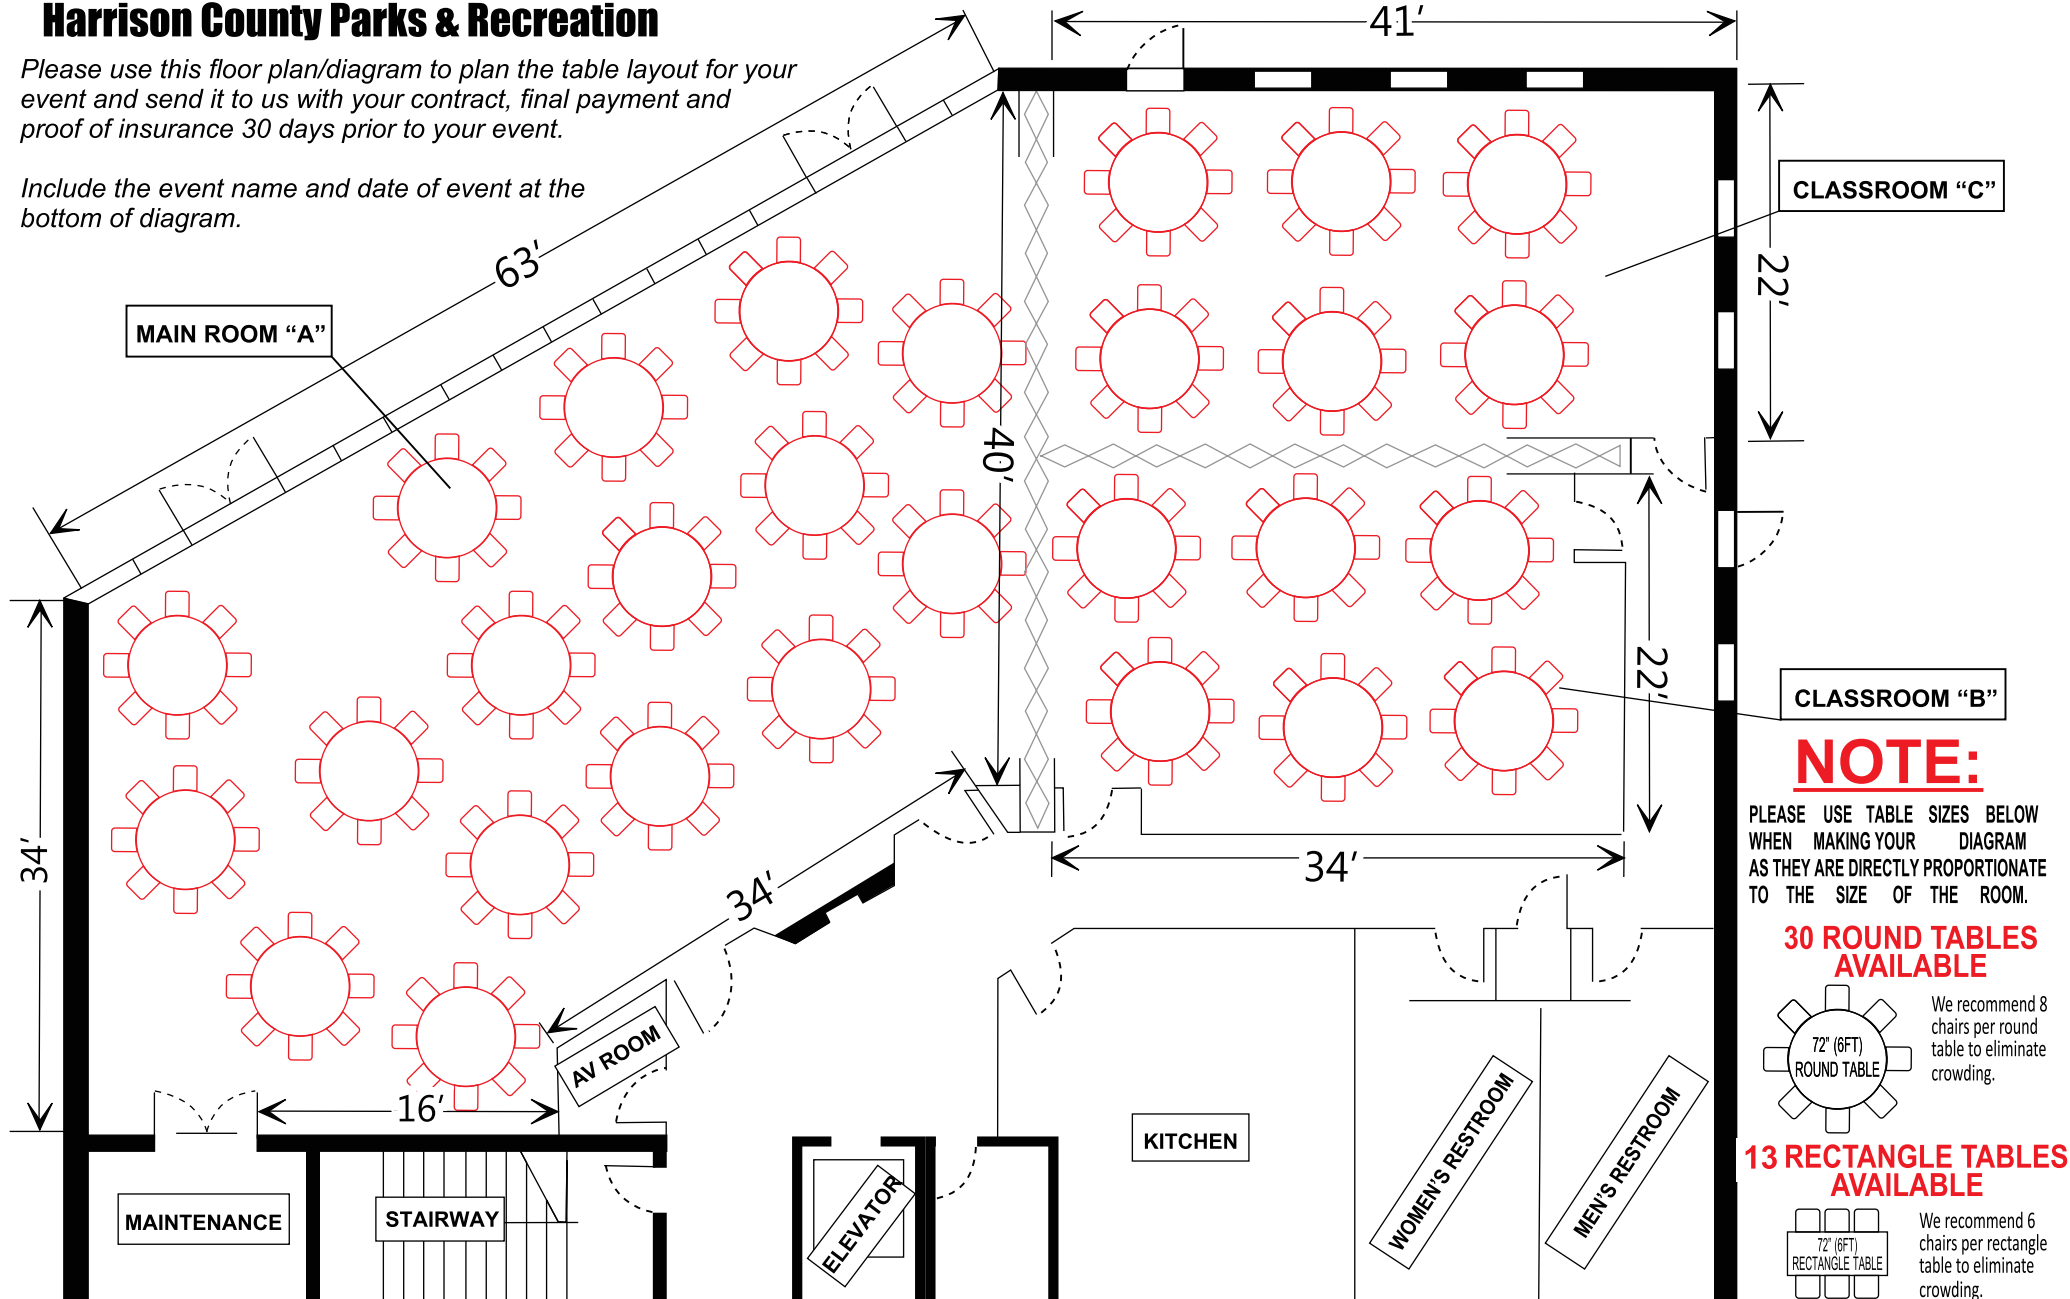 Harrison County Parks & Recreation
Please use this floor plan/diagram to plan the table layout for your
event and send it to us with your contract, final payment and
proof of insurance 30 days prior to your event.
Include the event name and date of event at the
bottom of diagram.
41’
63’
CLASSROOM “C”
22’
MAIN ROOM “A”
40’
22’
CLASSROOM “B”
34’
34’
34’
16’
AV ROOM
NOTE:
PLEASE USE TABLE SIZES BELOW
WHEN MAKING YOUR DIAGRAM
AS THEY ARE DIRECTLY PROPORTIONATE
TO THE SIZE OF THE ROOM.
30 ROUND TABLES
AVAILABLE
72" (6FT)
ROUND TABLE
We recommend 8
chairs per round
table to eliminate
crowding.
13 RECTANGLE TABLES
AVAILABLE
72" (6FT)
RECTANGLE TABLE
We recommend 6
chairs per rectangle
table to eliminate
crowding.
KITCHEN
WOMEN’S RESTROOM
MEN’S RESTROOM
MAINTENANCE
STAIRWAY
ELEVATOR